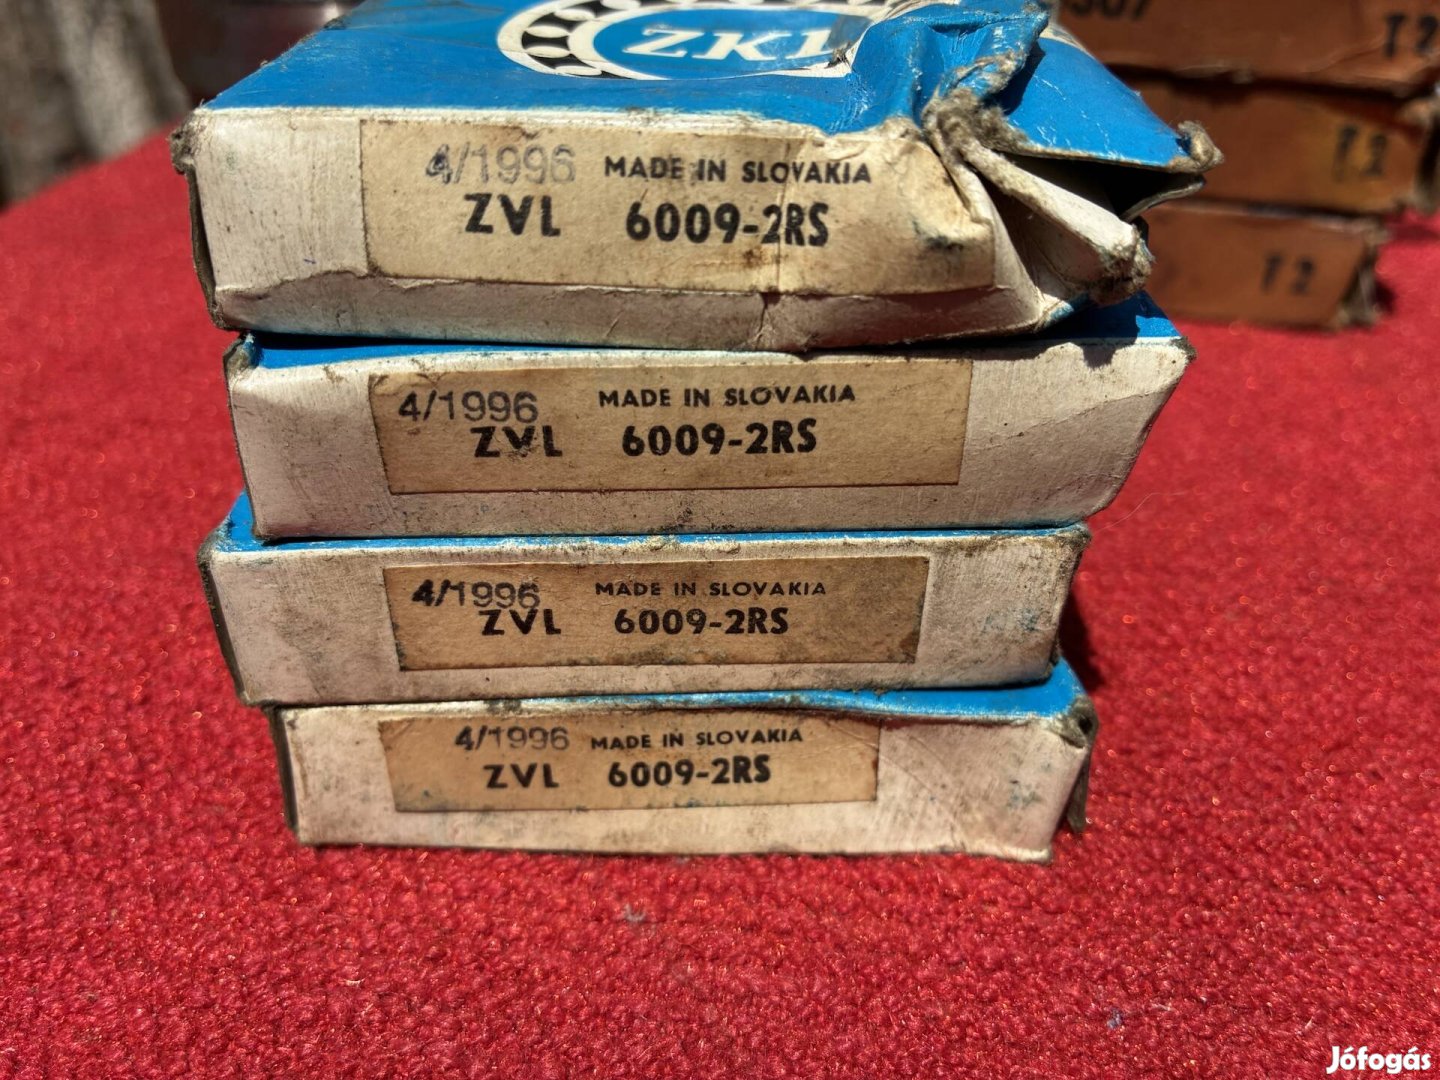 ZKL
4/1996 MADE IN SLOVAKIA
ZVL 6009-2RS
4/1996 MADE IN SLOVAKIA
ZVL 6009-2RS
4/1996 MADE IN SLOVAKIA
ZVL 6009-2RS
4/1996 MADE IN SLOVAKIA
ZVL 6009-2RS
T2
T2
T2
Jófogás